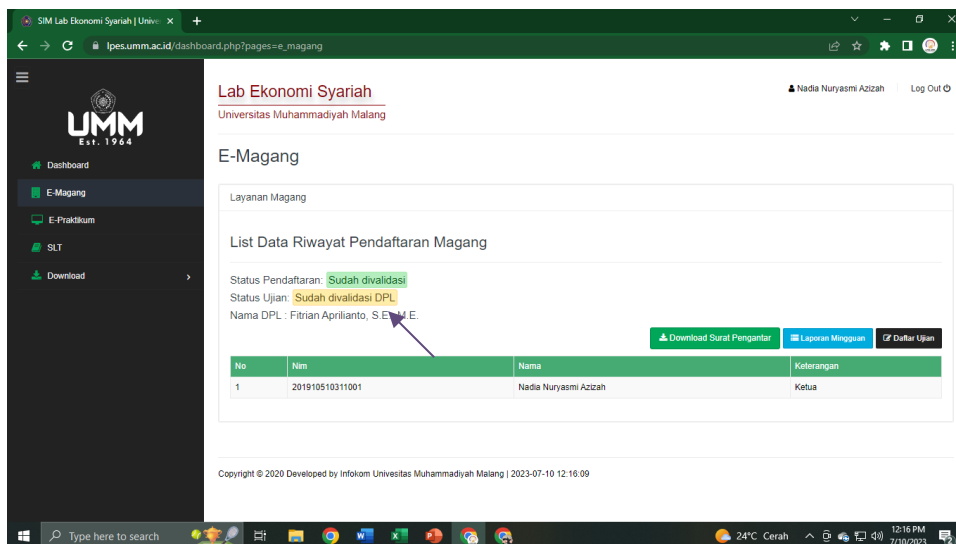 SIM Lab Ekonomi Syariah | Unive
lpes.umm.ac.id/dashboard.php?pages=e_magang
UMM
Est. 1964
Lab Ekonomi Syariah
Universitas Muhammadiyah Malang
Nadia Nuryasmi Azizah
Log Out
Dashboard
E-Magang
E-Praktikum
SLT
Download
E-Magang
Layanan Magang
List Data Riwayat Pendaftaran Magang
Status Pendaftaran: Sudah divalidasi
Status Ujian: Sudah divalidasi DPL
Nama DPL : Fitrian Aprilianto, S.E., M.E.
Download Surat Pengantar Laporan Mingguan Daftar Ujian
No Nim Nama Keterangan
1 201910510311001 Nadia Nuryasmi Azizah Ketua
Copyright © 2020 Developed by Infokom Univesitas Muhammadiyah Malang | 2023-07-10 12:16:09
Type here to search
24°C Cerah
12:16 PM
7/10/2023